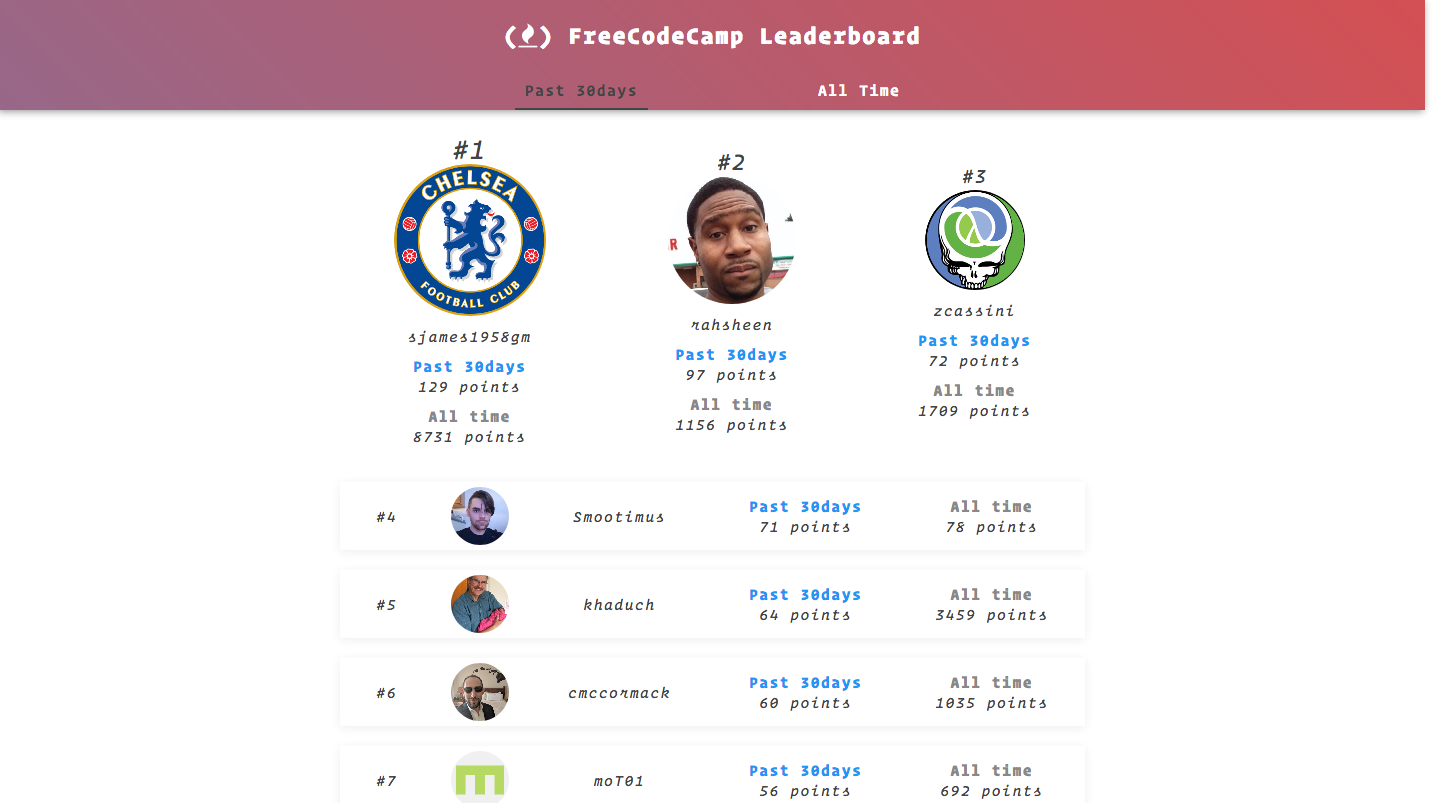 FreeCodeCamp Leaderboard
Past 30days
All Time
#1
CHELSEA
FOOTBALL CLUB
sjames1958gm
Past 30days
129 points
All time
8731 points
#2
R
rahsheen
Past 30days
97 points
All time
1156 points
#3
zcassini
Past 30days
72 points
All time
1709 points
#4
Smootimus
Past 30days
71 points
All time
78 points
#5
khaduch
Past 30days
64 points
All time
3459 points
#6
cmccormack
Past 30days
60 points
All time
1035 points
#7
moT01
Past 30days
56 points
All time
692 points